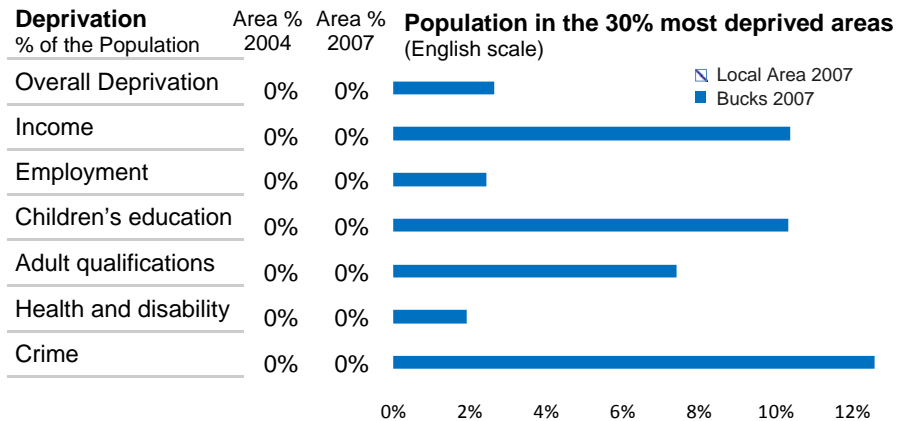 Deprivation Area % Area % Population in the 30% most deprived areas
% of the Population 2004 2007 (English scale)
Local Area 2007
Bucks 2007
Overall Deprivation 0% 0%
Income 0% 0%
Employment 0% 0%
Children's education 0% 0%
Adult qualifications 0% 0%
Health and disability 0% 0%
Crime 0% 0%
0% 2% 4% 6% 8% 10% 12%